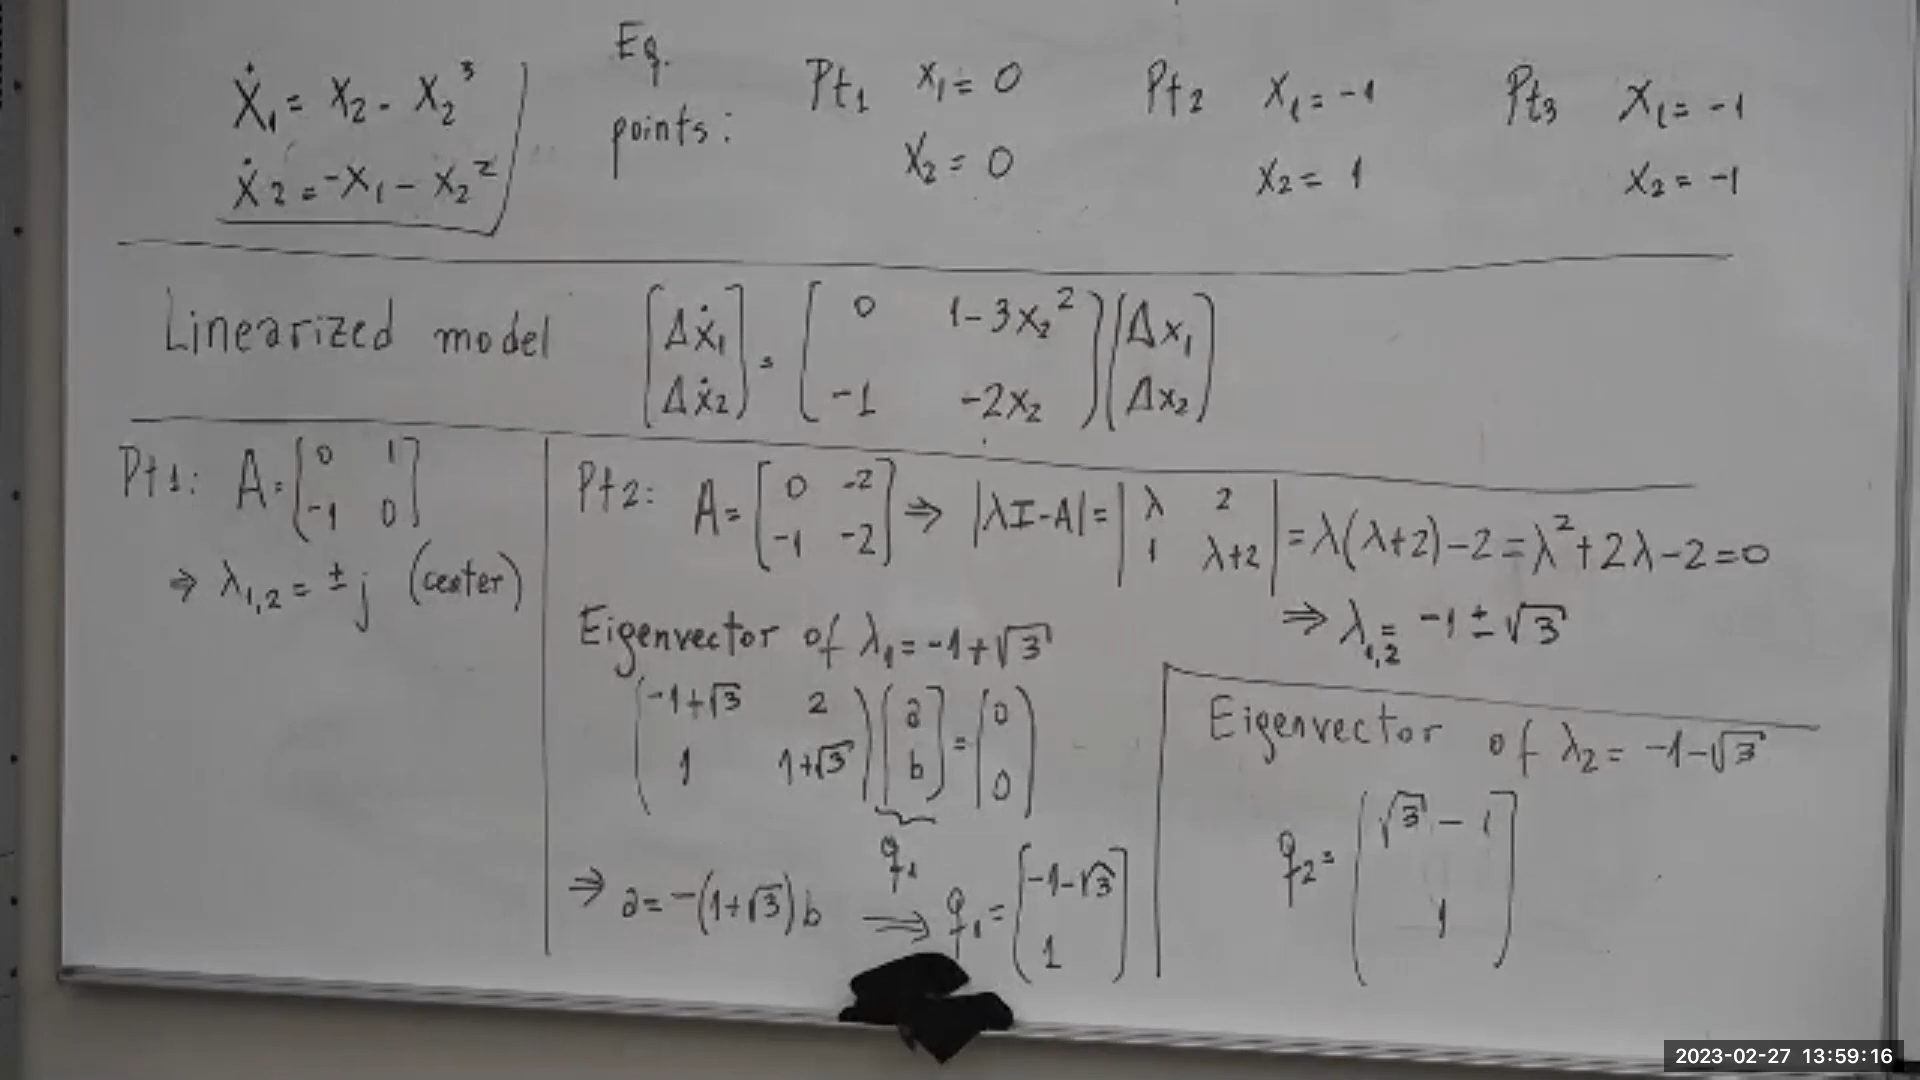 ẋ₁ = x₂ - x₂³
ẋ₂ = -x₁ - x₂²
Eq.
points:
Pt₁ x₁ = 0
x₂ = 0
Pt₂ x₁ = -1
x₂ = 1
Pt₃ x₁ = -1
x₂ = -1
Linearized model [Δẋ₁ ; Δẋ₂] = [0 1-3x₂² ; -1 -2x₂] [Δx₁ ; Δx₂]
Pt1: A = [0 1 ; -1 0]
⇒ λ₁,₂ = ± j (center)
Pt2: A = [0 -2 ; -1 -2] ⇒ |λI-A| = |λ 2 ; 1 λ+2| = λ(λ+2)-2 = λ²+2λ-2=0
⇒ λ₁,₂ = -1 ± √3
Eigenvector of λ₁ = -1+√3
(-1+√3 2 ; 1 1+√3) [a ; b] = [0 ; 0]
q₁
⇒ a = -(1+√3)b ⇒ q₁ = [-1-√3 ; 1]
Eigenvector of λ₂ = -1-√3
q₂ = [√3 - 1 ; 1]
2023-02-27 13:59:16